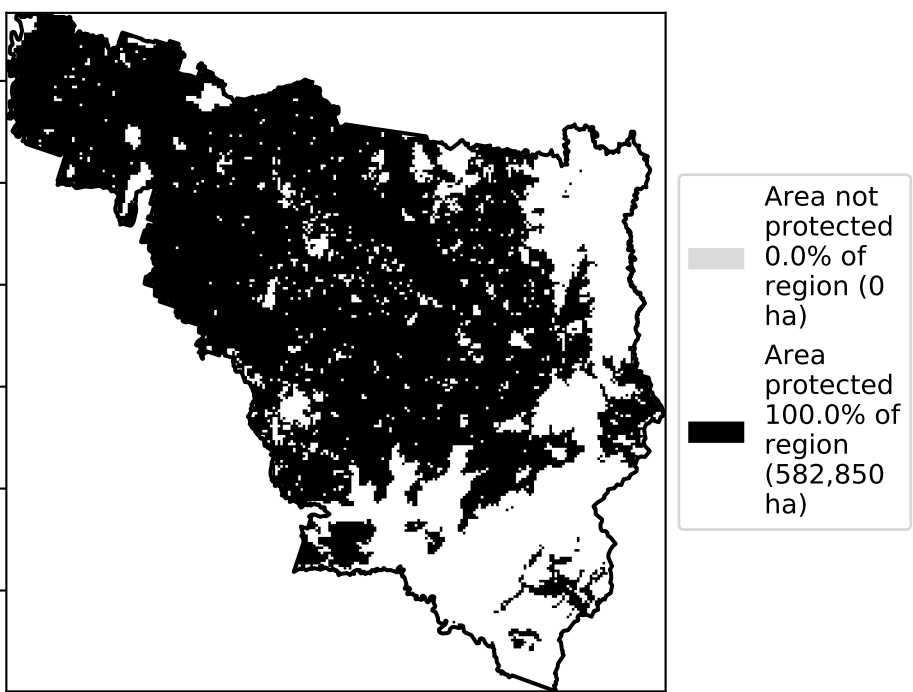 Area not
protected
0.0% of
region (0
ha)
Area
protected
100.0% of
region
(582,850
ha)